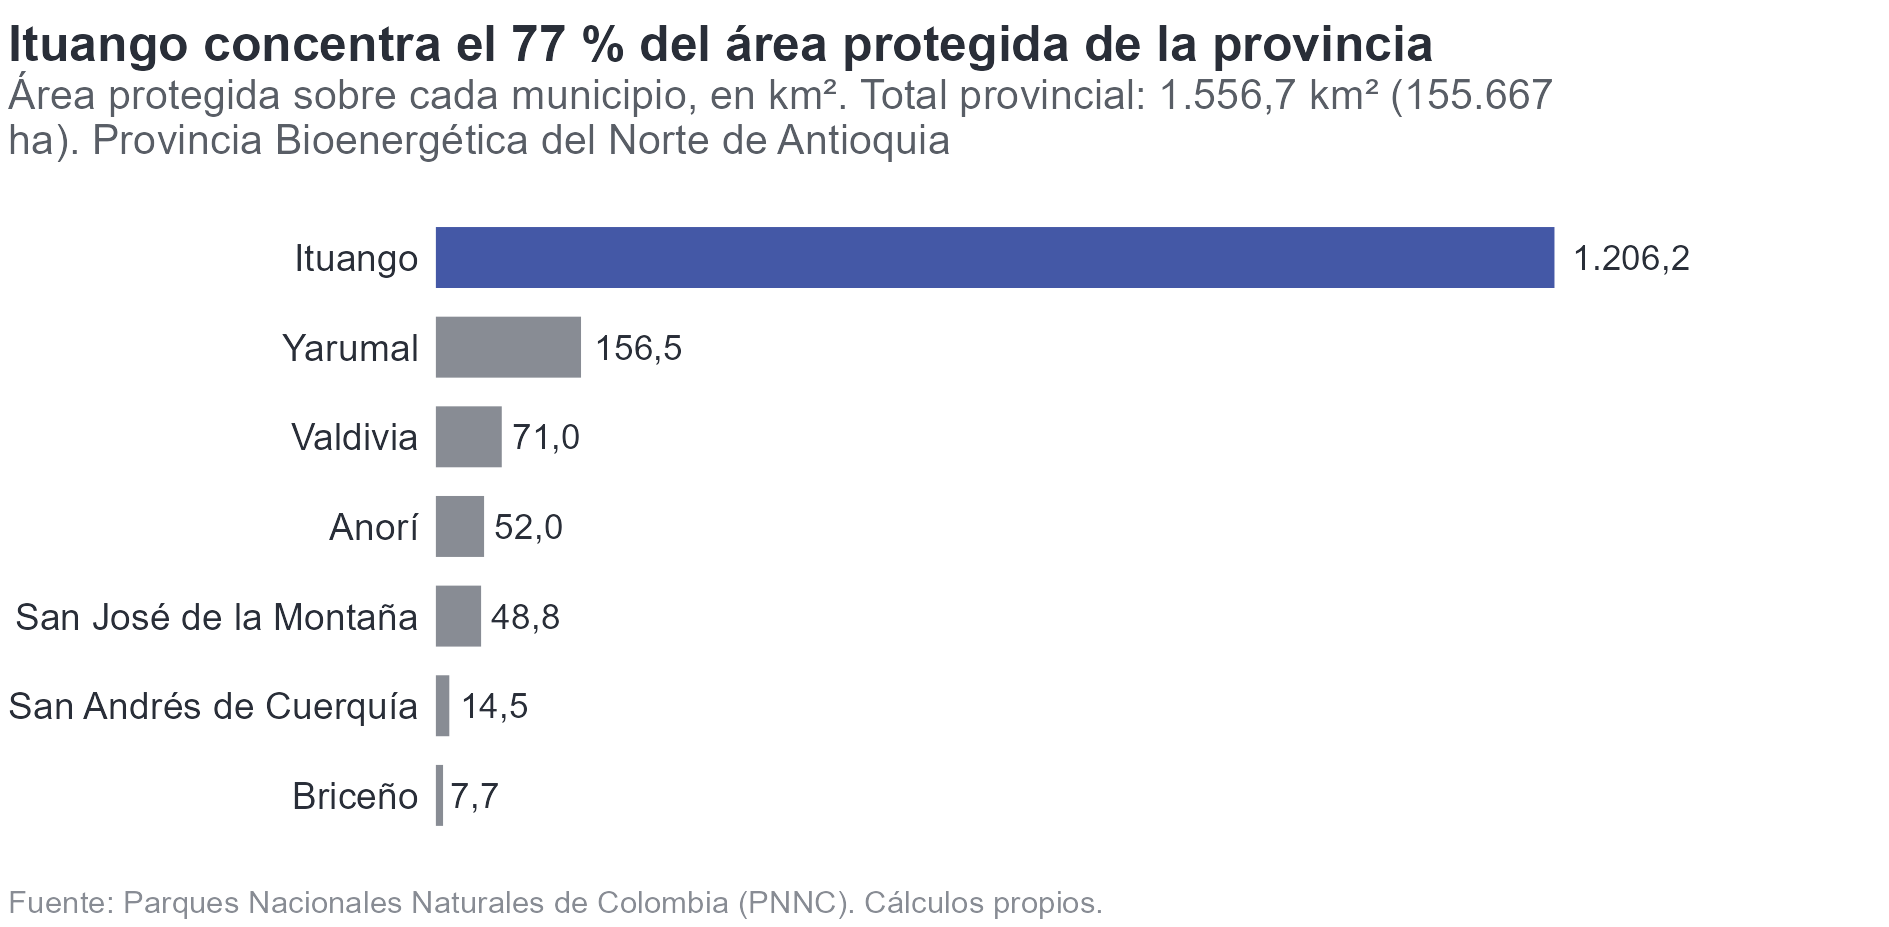 Ituango concentra el 77 % del área protegida de la provincia
Área protegida sobre cada municipio, en km². Total provincial: 1.556,7 km² (155.667
ha). Provincia Bioenergética del Norte de Antioquia
Ituango 1.206,2
Yarumal 156,5
Valdivia 71,0
Anorí 52,0
San José de la Montaña 48,8
San Andrés de Cuerquía 14,5
Briceño 7,7
Fuente: Parques Nacionales Naturales de Colombia (PNNC). Cálculos propios.